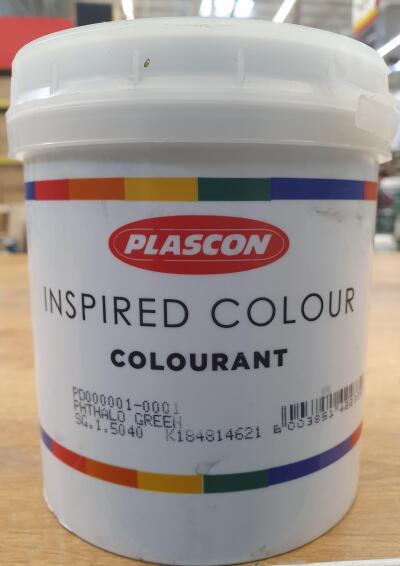 PLASCON
INSPIRED COLOUR
COLOURANT
PD000001-0001
PHTHALO GREEN
SG.1.5040 K184814621